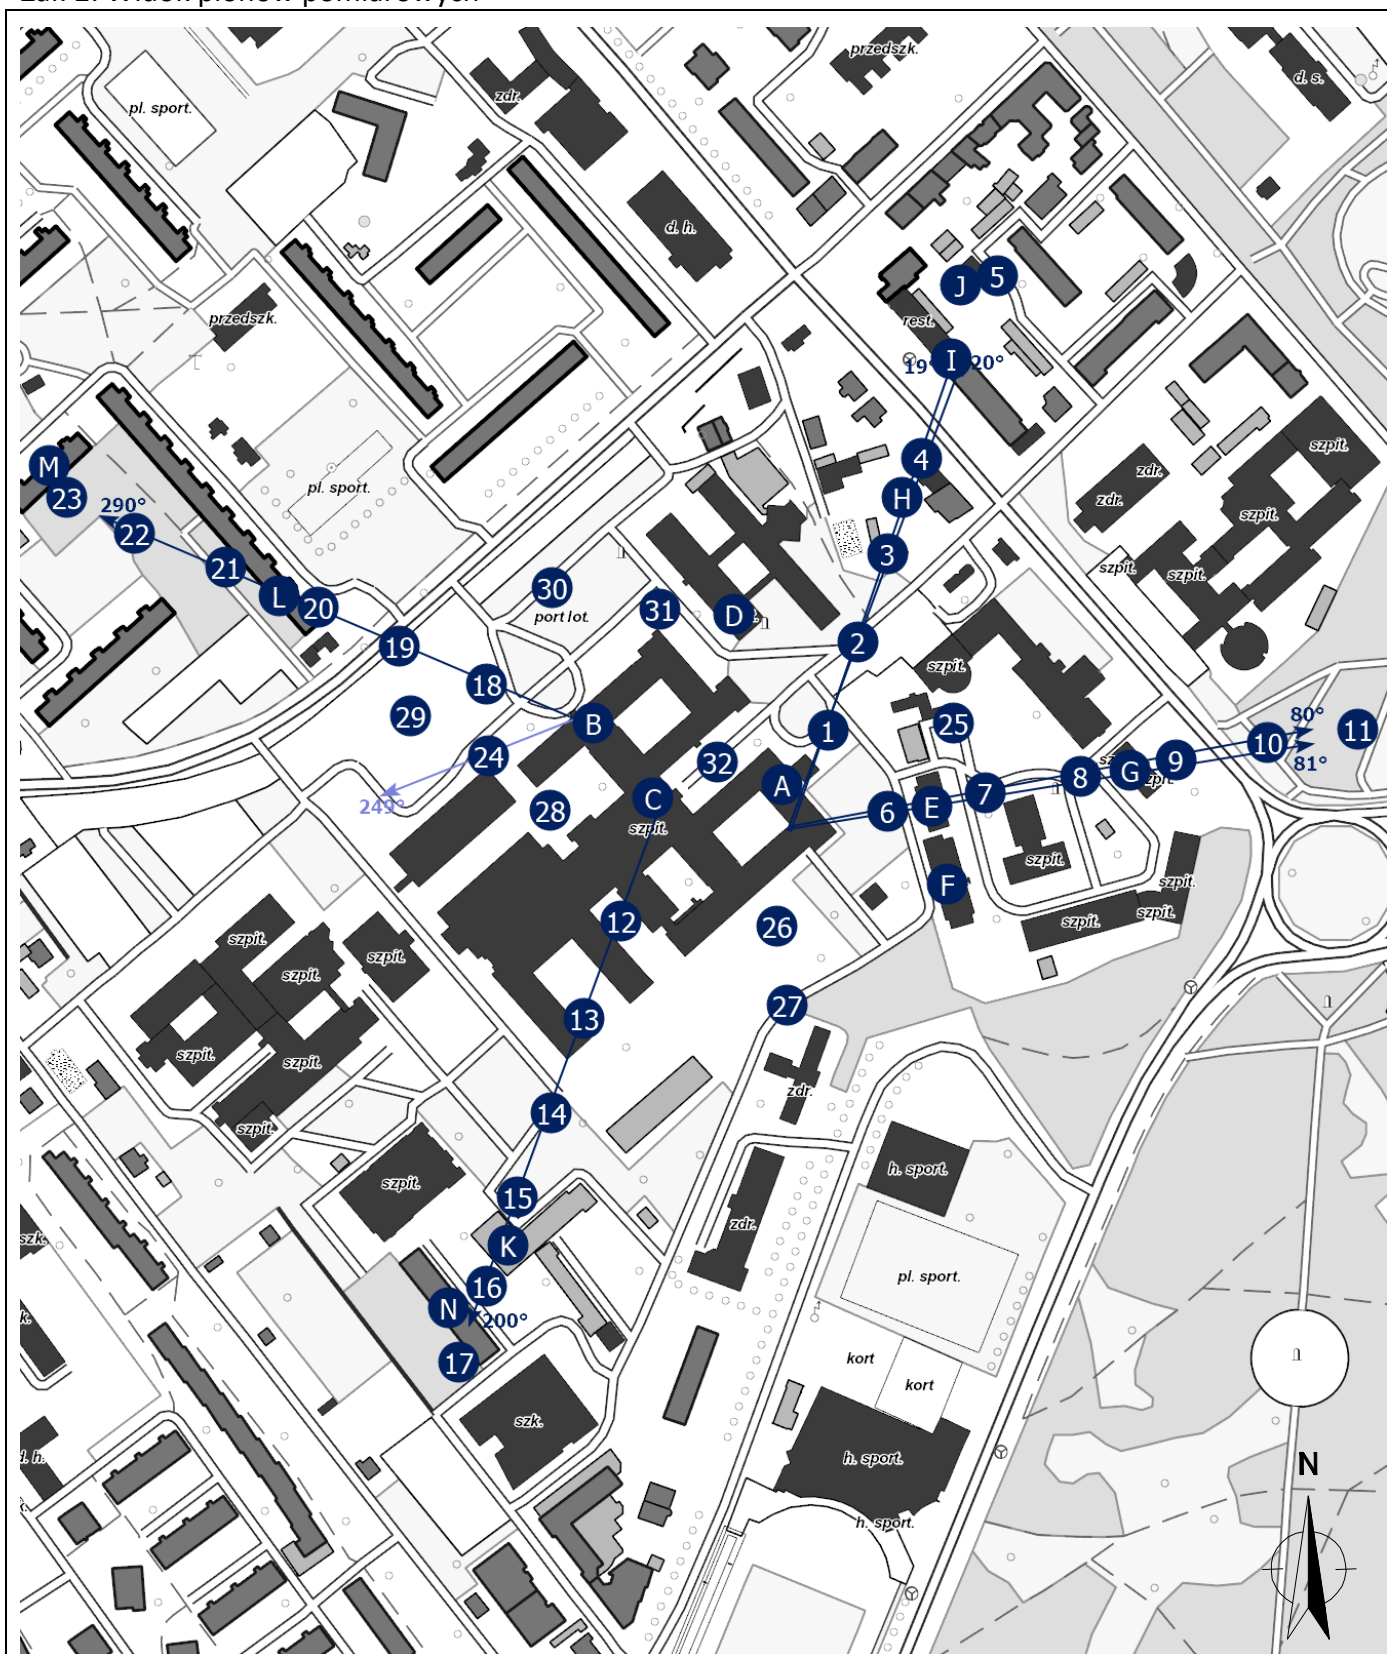 pl. sport.
zdr.
przedszk.
d. s.
d. h.
przedszk.
J
5
rest.
19°
I
20°
M
23
290°
22
pl. sport.
4
H
szpit.
zdr.
zdr.
szpit.
3
21
L
20
30
port lot.
31
D
szpit.
szpit.
19
2
szpit.
18
29
B
1
25
24
249°
32
A
C
szpit.
28
6
E
7
8
G
9
10
80°
81°
11
szpit.
F
szpit.
szpit.
szpit.
szpit.
12
26
szpit.
szpit.
szpit.
13
27
szpit.
szpit.
szpit.
14
zdr.
szpit.
15
h. sport.
zdr.
K
szk.
16
N
200°
pl. sport.
17
kort
kort
szk.
d. h.
h. sport.
N
h. sport.